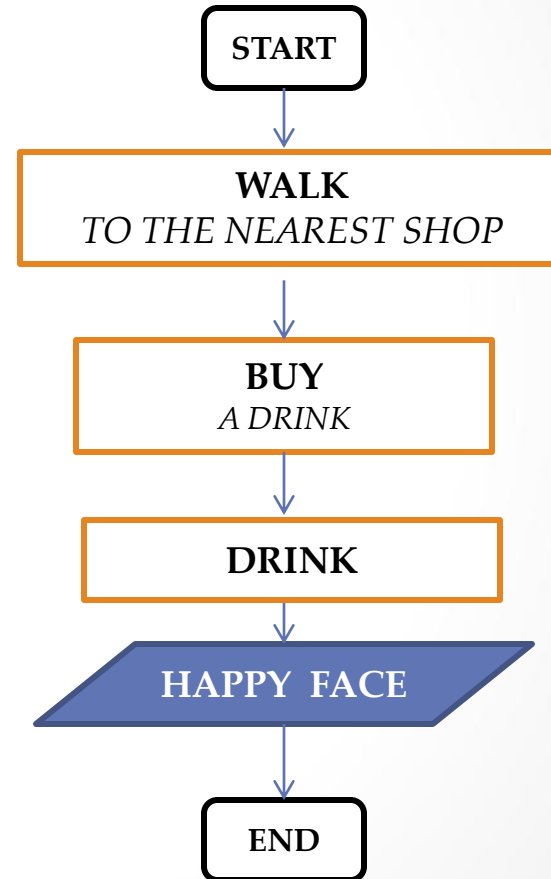 START
WALK
TO THE NEAREST SHOP
BUY
A DRINK
DRINK
HAPPY FACE
END